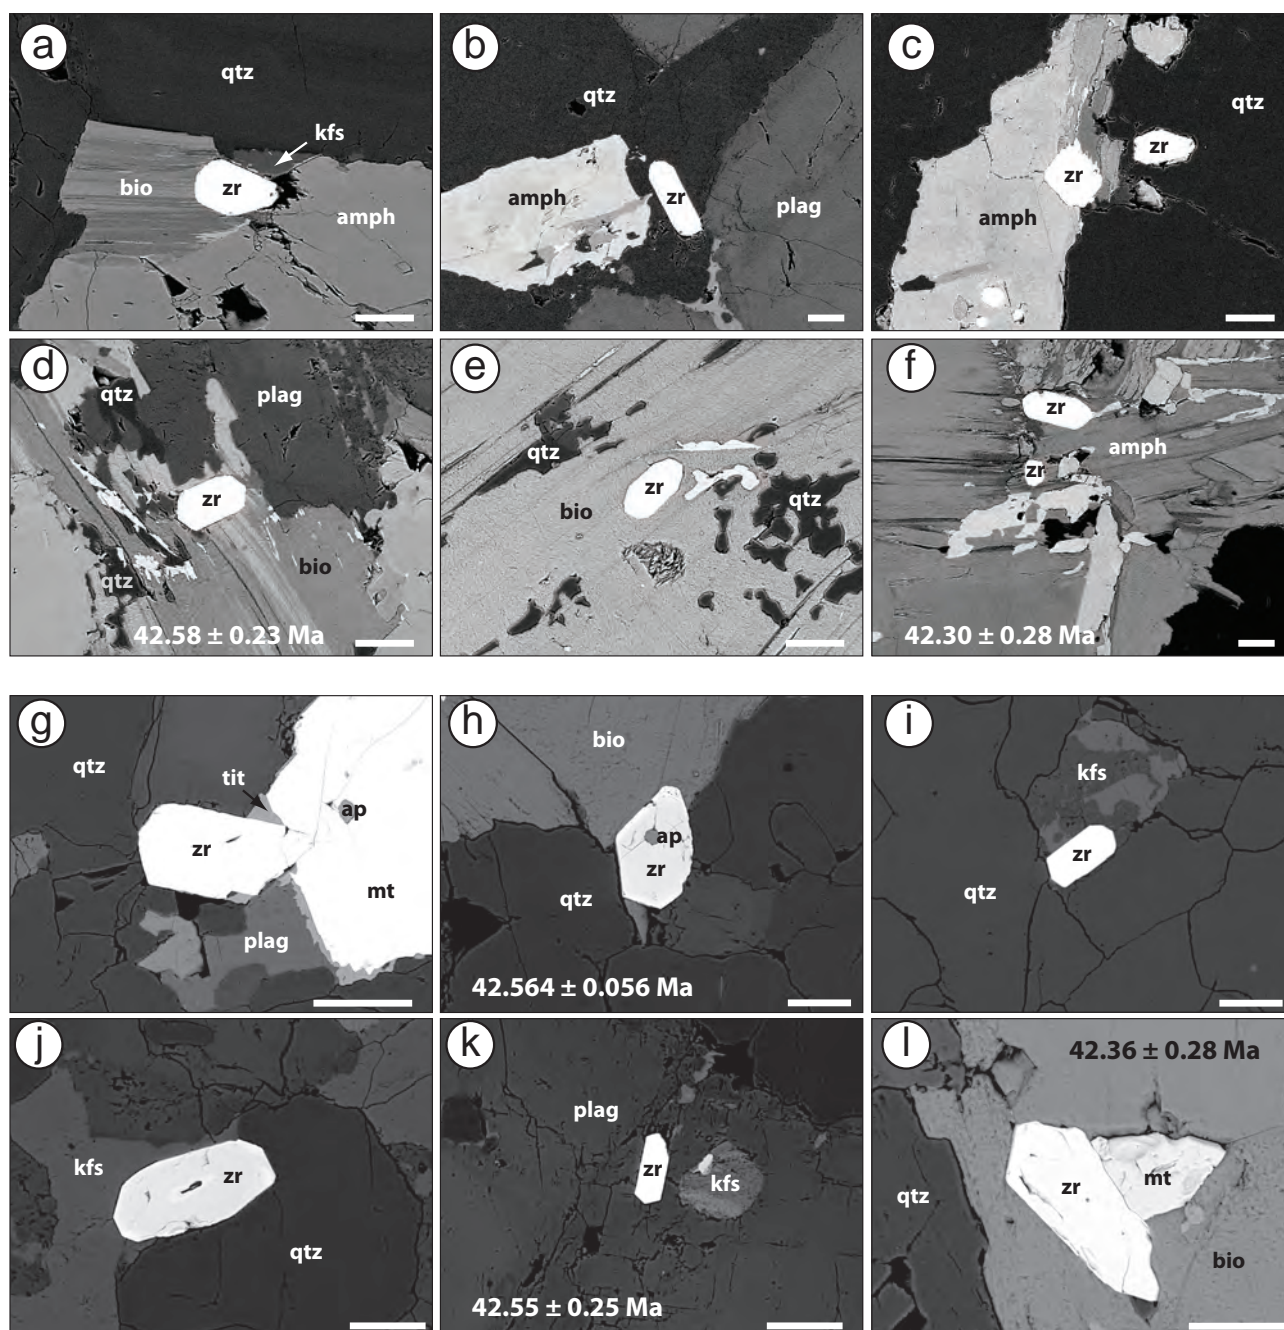 a
qtz
kfs
bio
zr
amph
b
qtz
amph
zr
plag
c
qtz
zr
zr
amph
d
qtz
plag
zr
qtz
bio
42.58 ± 0.23 Ma
e
qtz
zr
qtz
bio
f
zr
amph
zr
42.30 ± 0.28 Ma
g
qtz
tit
ap
zr
mt
plag
h
bio
ap
zr
qtz
42.564 ± 0.056 Ma
i
kfs
zr
qtz
j
kfs
zr
qtz
k
plag
zr
kfs
42.55 ± 0.25 Ma
l
42.36 ± 0.28 Ma
qtz
zr
mt
bio